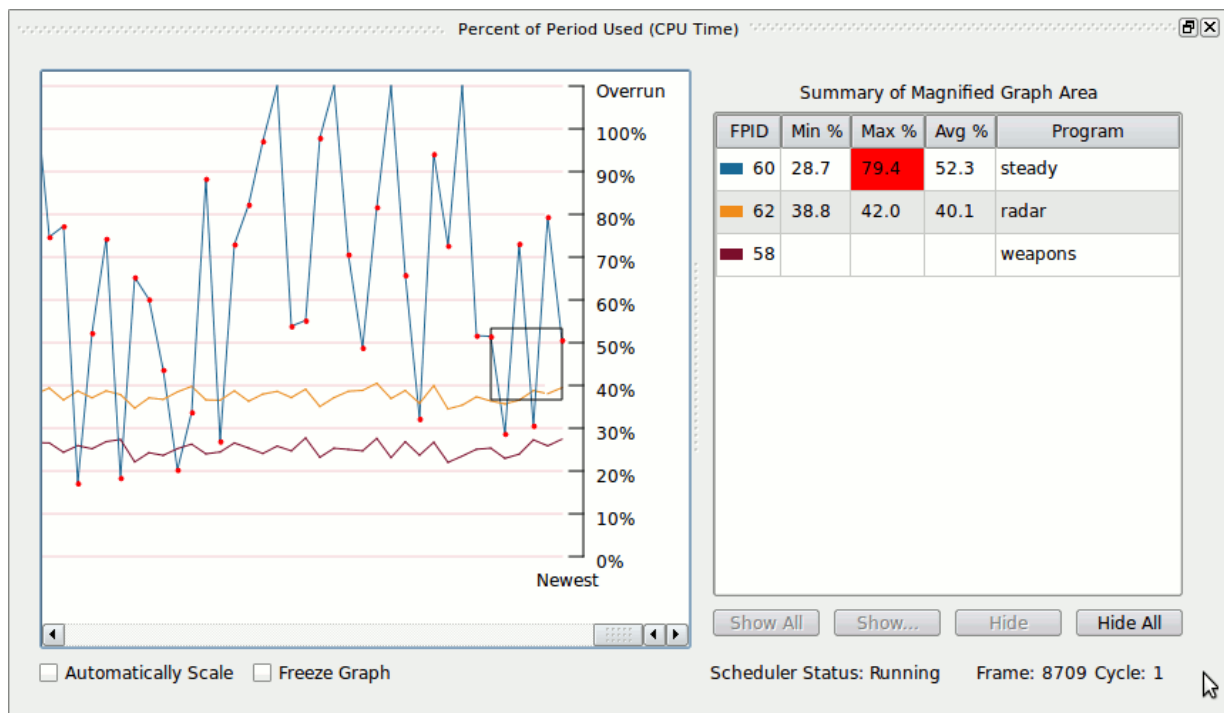 Percent of Period Used (CPU Time)
Overrun
100%
90%
80%
70%
60%
50%
40%
30%
20%
10%
0%
Newest
Summary of Magnified Graph Area
FPID Min % Max % Avg % Program
60 28.7 79.4 52.3 steady
62 38.8 42.0 40.1 radar
58 weapons
Show All Show... Hide Hide All
Automatically Scale Freeze Graph
Scheduler Status: Running Frame: 8709 Cycle: 1